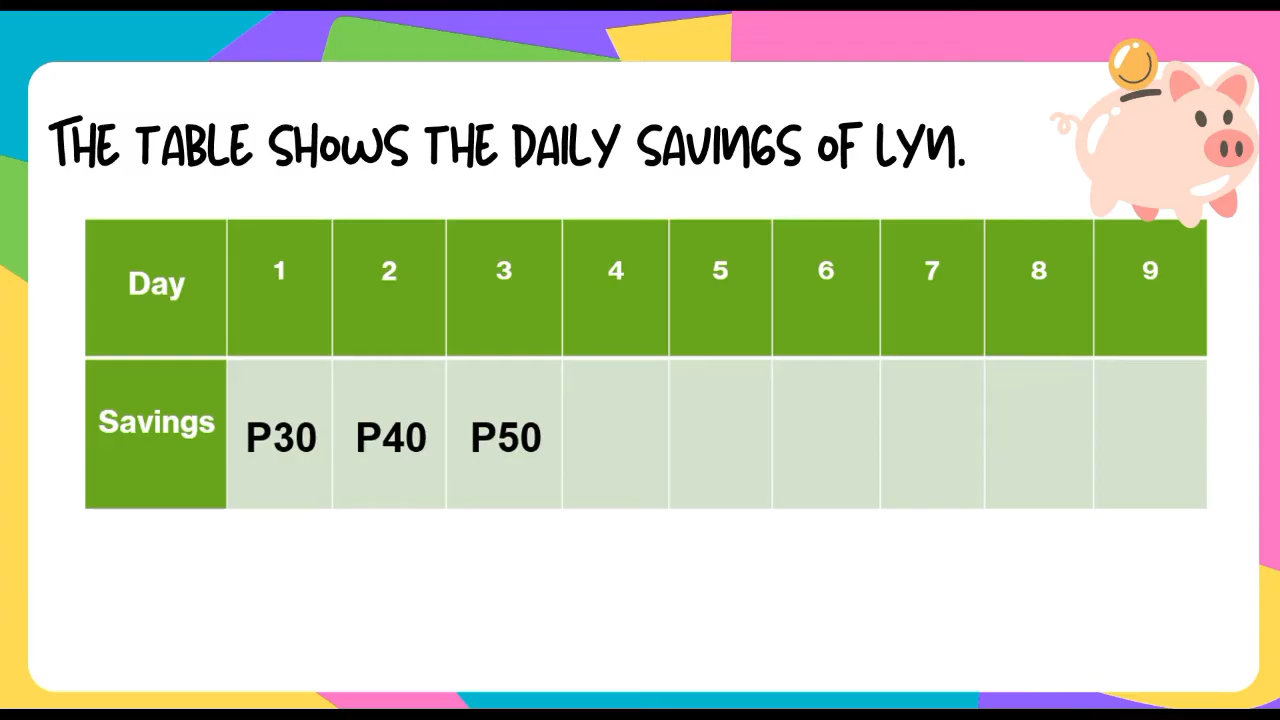 THE TABLE SHOWS THE DAILY SAVINGS OF LYN.
Day 1 2 3 4 5 6 7 8 9
Savings P30 P40 P50